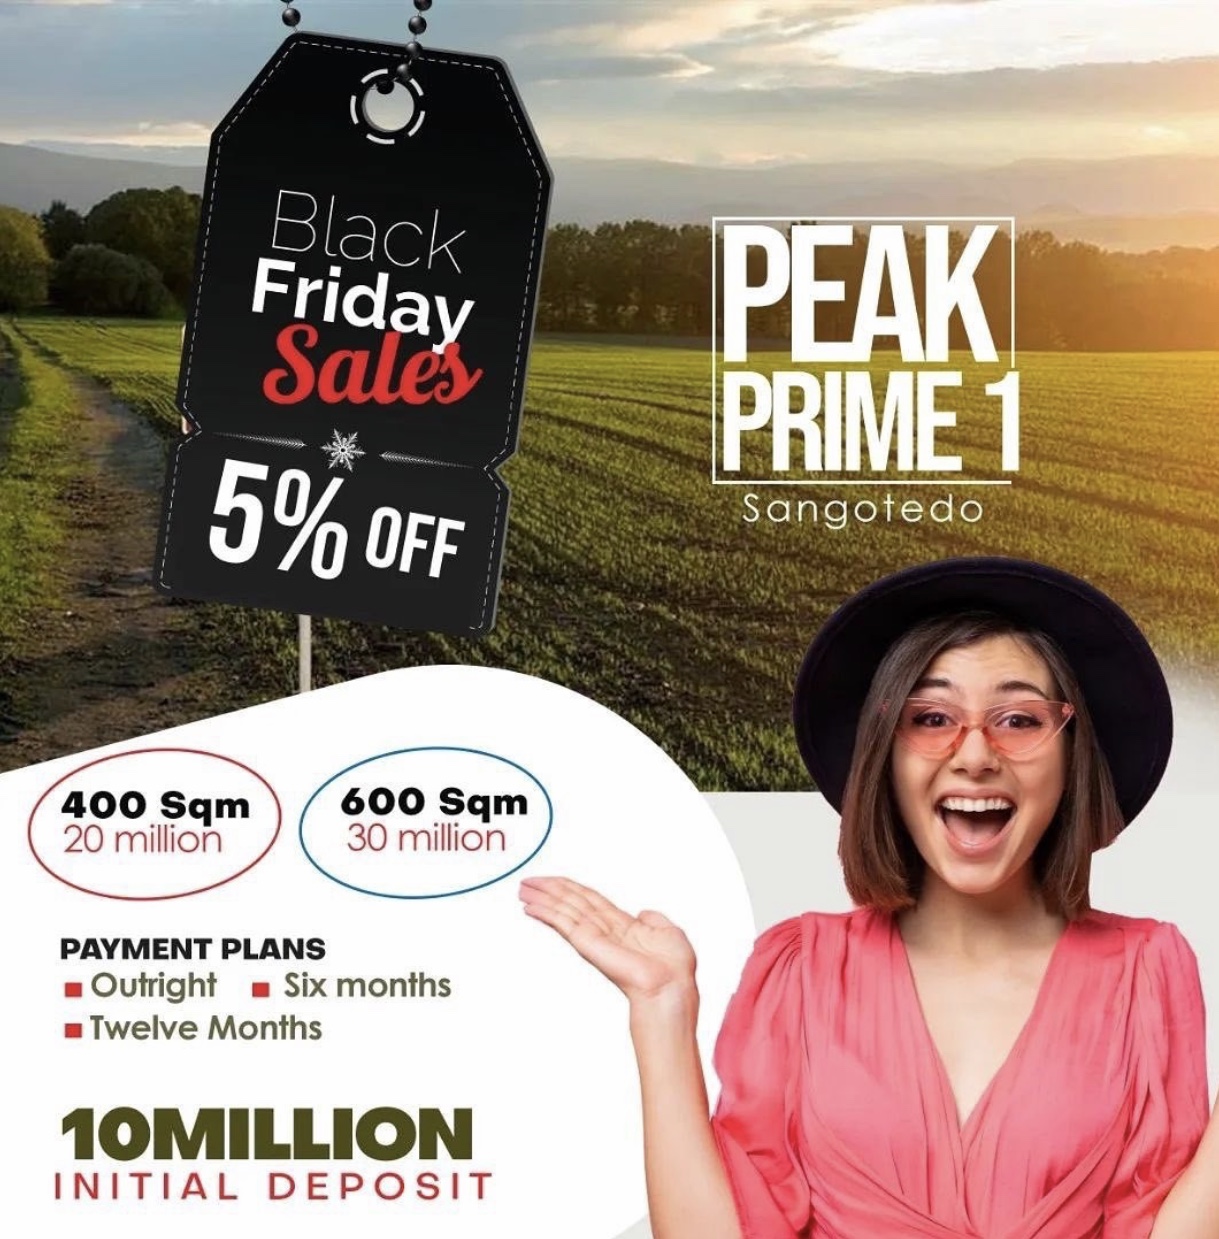 Black
Friday
Sales
5% OFF
PEAK
PRIME 1
Sangotedo
400 Sqm
20 million
600 Sqm
30 million
PAYMENT PLANS
Outright
Six months
Twelve Months
10MILLION
INITIAL DEPOSIT